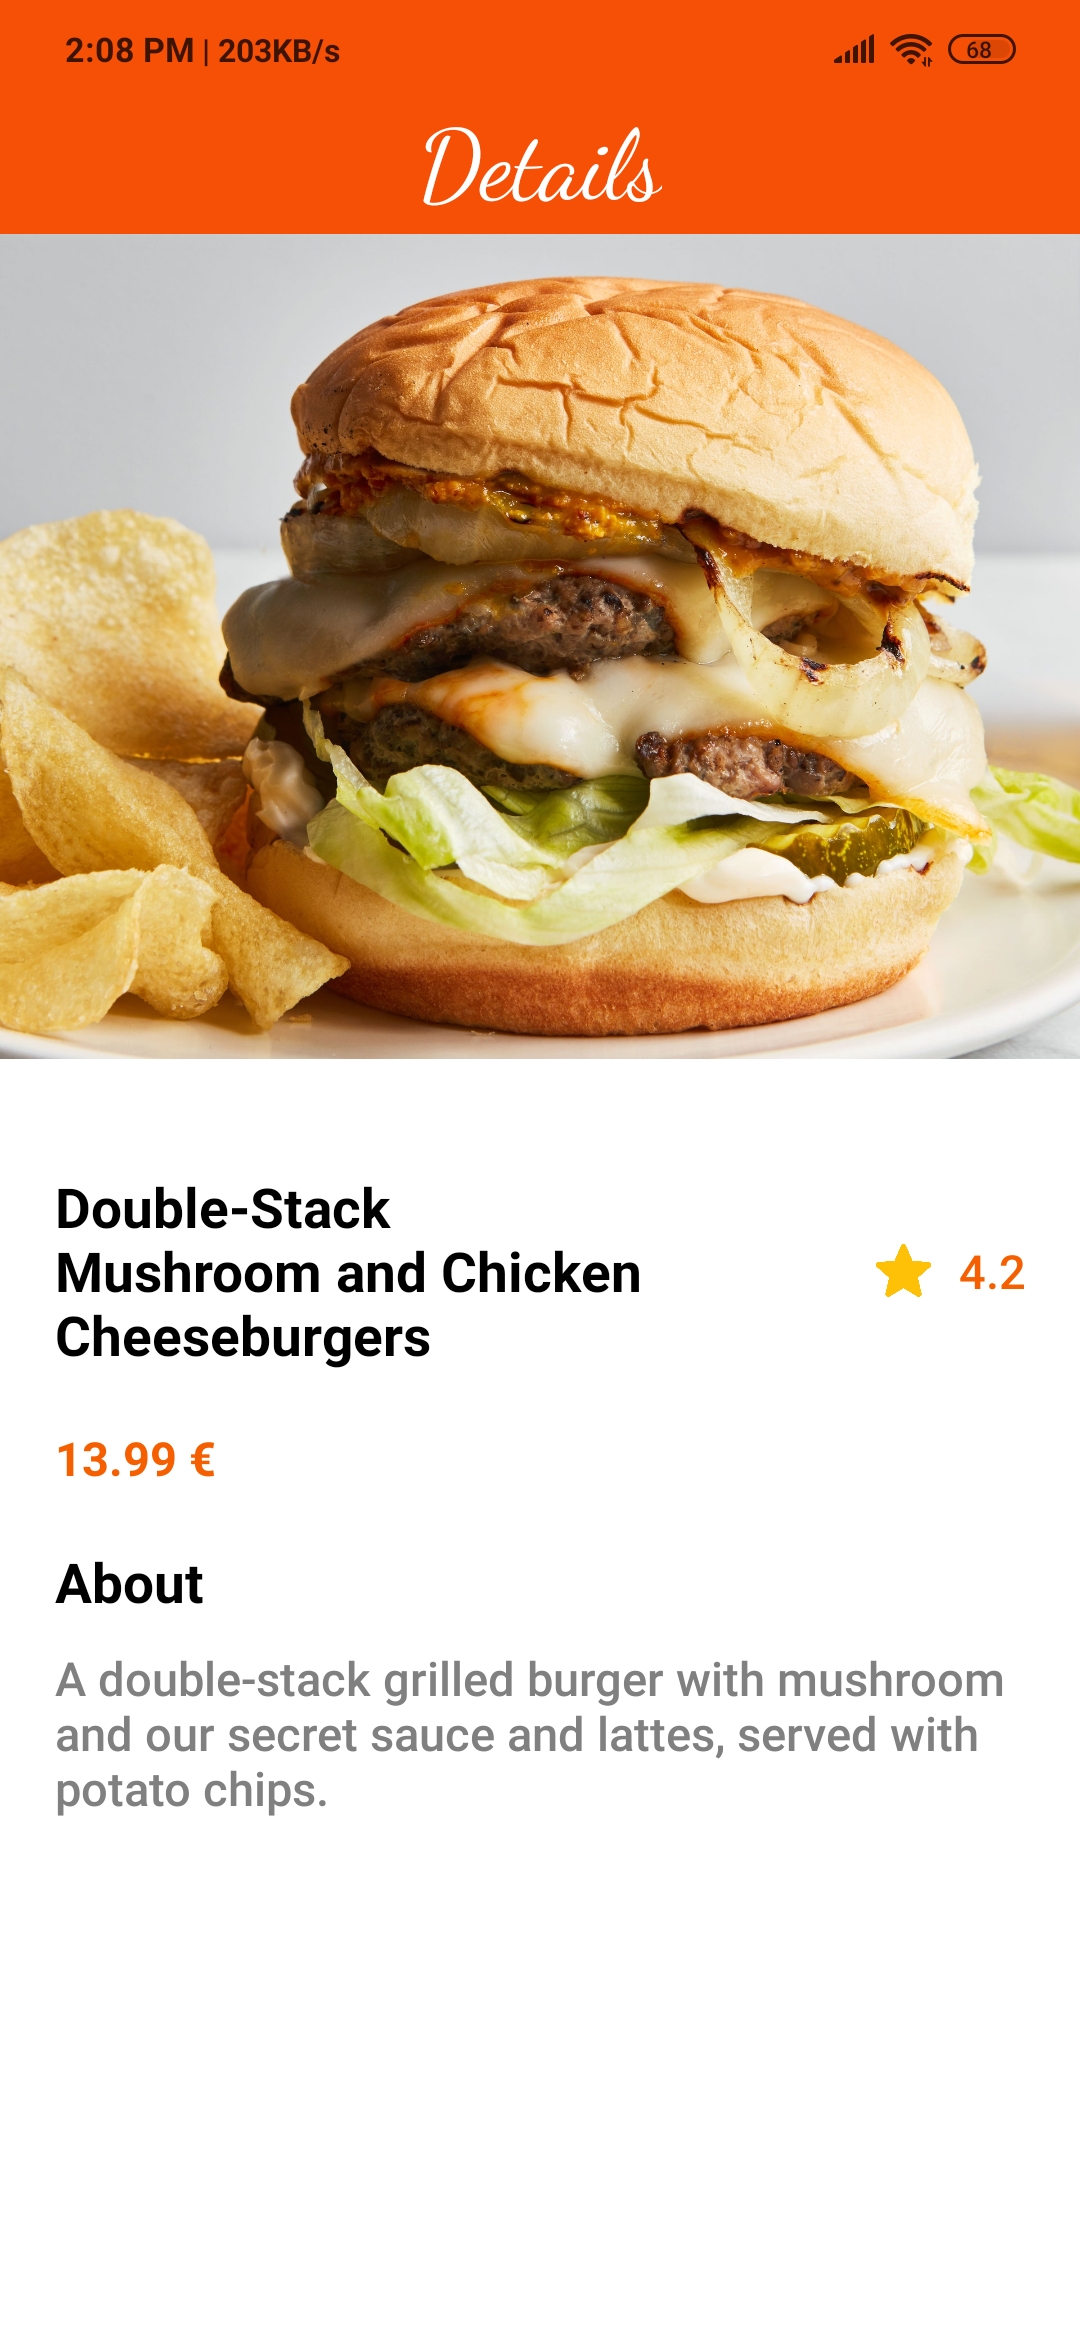 2:08 PM | 203KB/s 68
Details
Double-Stack
Mushroom and Chicken
Cheeseburgers
4.2
13.99 €
About
A double-stack grilled burger with mushroom
and our secret sauce and lattes, served with
potato chips.